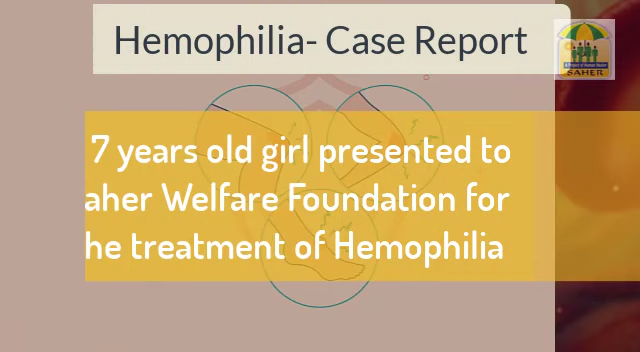 Hemophilia- Case Report
SAHER
7 years old girl presented to
aher Welfare Foundation for
he treatment of Hemophilia